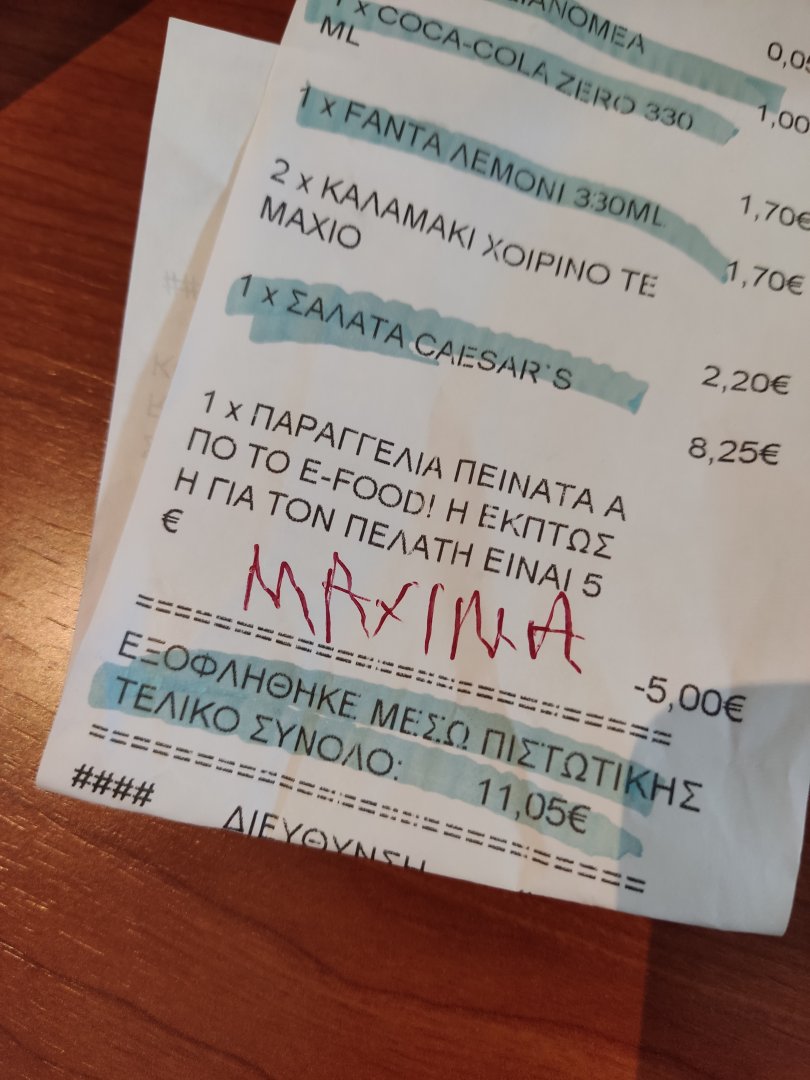 ΙΑΝΟΜΕΑ
0,05
1,00
1 x COCA-COLA ZERO 330
ML
1,70€
1 x FANTA ΛΕΜΟΝΙ 330ML
1,70€
2 x ΚΑΛΑΜΑΚΙ ΧΟΙΡΙΝΟ ΤΕ
ΜΑΧΙΟ
2,20€
1 x ΣΑΛΑΤΑ CAESAR`S
8,25€
1 x ΠΑΡΑΓΓΕΛΙΑ ΠΕΙΝΑΤΑ Α
ΠΟ ΤΟ E-FOOD! Η ΕΚΠΤΩΣ
Η ΓΙΑ ΤΟΝ ΠΕΛΑΤΗ ΕΙΝΑΙ 5
€
ΜΑΧΙΜΑ
-5,00€
ΕΞΟΦΛΗΘΗΚΕ ΜΕΣΩ ΠΙΣΤΩΤΙΚΗΣ
ΤΕΛΙΚΟ ΣΥΝΟΛΟ: 11,05€
####
ΔΙΕΥΘΥΝΣΗ